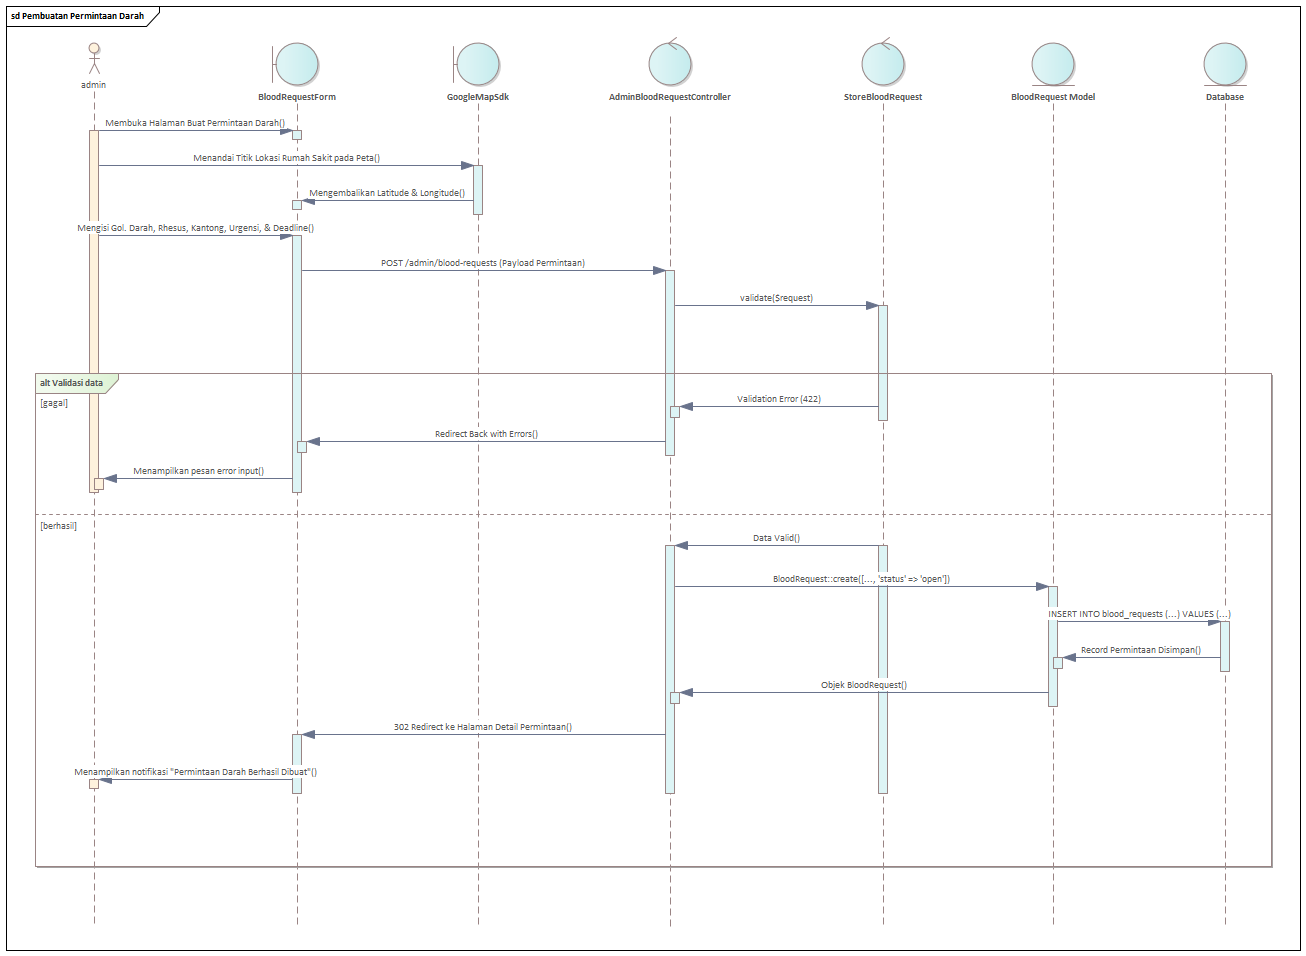 sd Pembuatan Permintaan Darah
admin
BloodRequestForm
GoogleMapSdk
AdminBloodRequestController
StoreBloodRequest
BloodRequest Model
Database
Membuka Halaman Buat Permintaan Darah()
Menandai Titik Lokasi Rumah Sakit pada Peta()
Mengembalikan Latitude & Longitude()
Mengisi Gol. Darah, Rhesus, Kantong, Urgensi, & Deadline()
POST /admin/blood-requests (Payload Permintaan)
validate($request)
alt Validasi data
[gagal]
Validation Error (422)
Redirect Back with Errors()
Menampilkan pesan error input()
[berhasil]
Data Valid()
BloodRequest::create([..., 'status' => 'open'])
INSERT INTO blood_requests (...) VALUES (...)
Record Permintaan Disimpan()
Objek BloodRequest()
302 Redirect ke Halaman Detail Permintaan()
Menampilkan notifikasi "Permintaan Darah Berhasil Dibuat"()